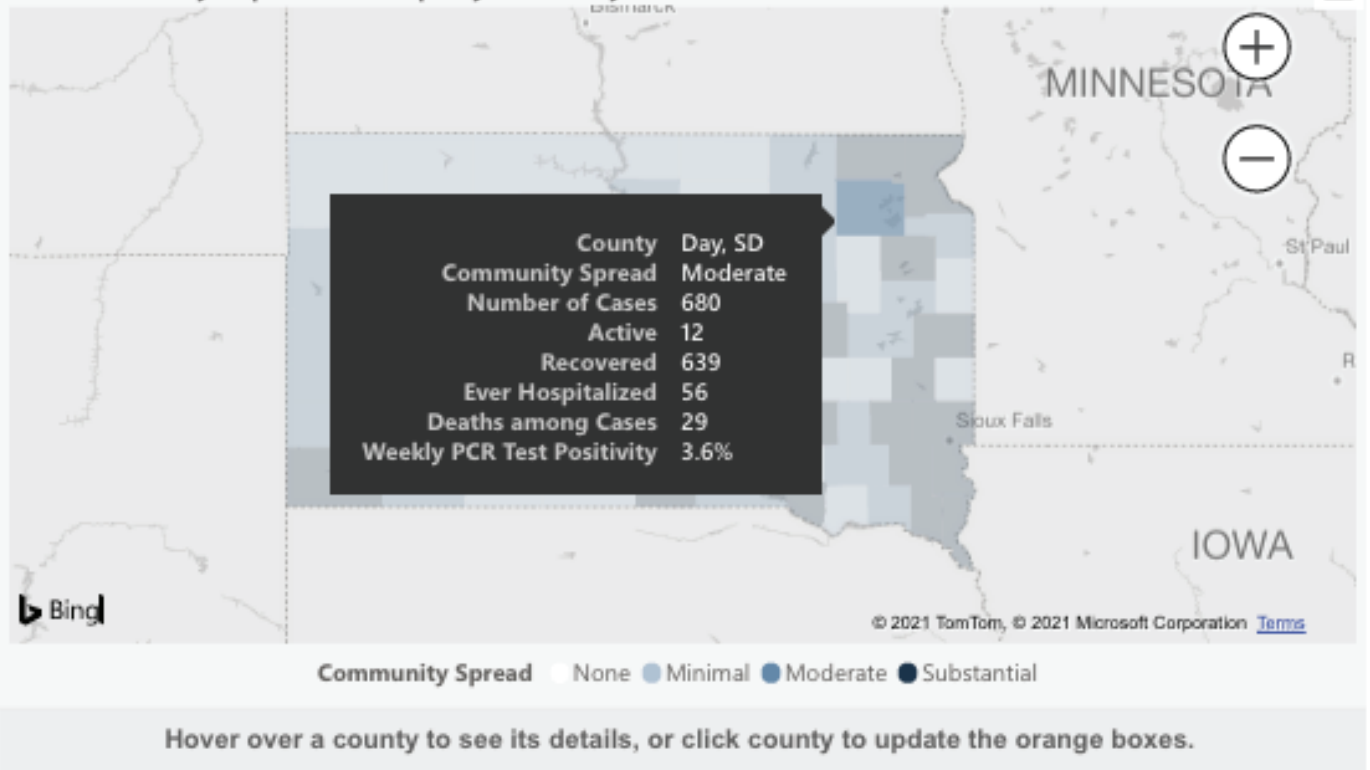 Bismarck
MINNESOTA
St Paul
County Day, SD
Community Spread Moderate
Number of Cases 680
Active 12
Recovered 639
Ever Hospitalized 56
Deaths among Cases 29
Weekly PCR Test Positivity 3.6%
R
Sioux Falls
IOWA
Bing
© 2021 TomTom, © 2021 Microsoft Corporation Terms
Community Spread None Minimal Moderate Substantial
Hover over a county to see its details, or click county to update the orange boxes.